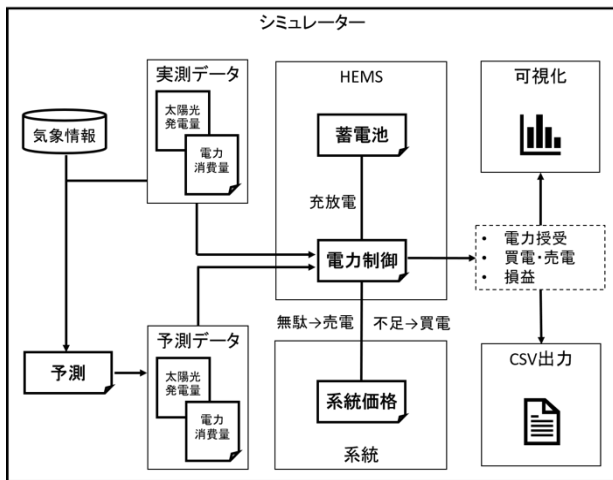 シミュレーター
実測データ
太陽光
発電量
電力
消費量
気象情報
予測
予測データ
太陽光
発電量
電力
消費量
HEMS
蓄電池
充放電
電力制御
無駄→売電
不足→買電
系統価格
系統
可視化
• 電力授受
• 買電・売電
• 損益
CSV出力